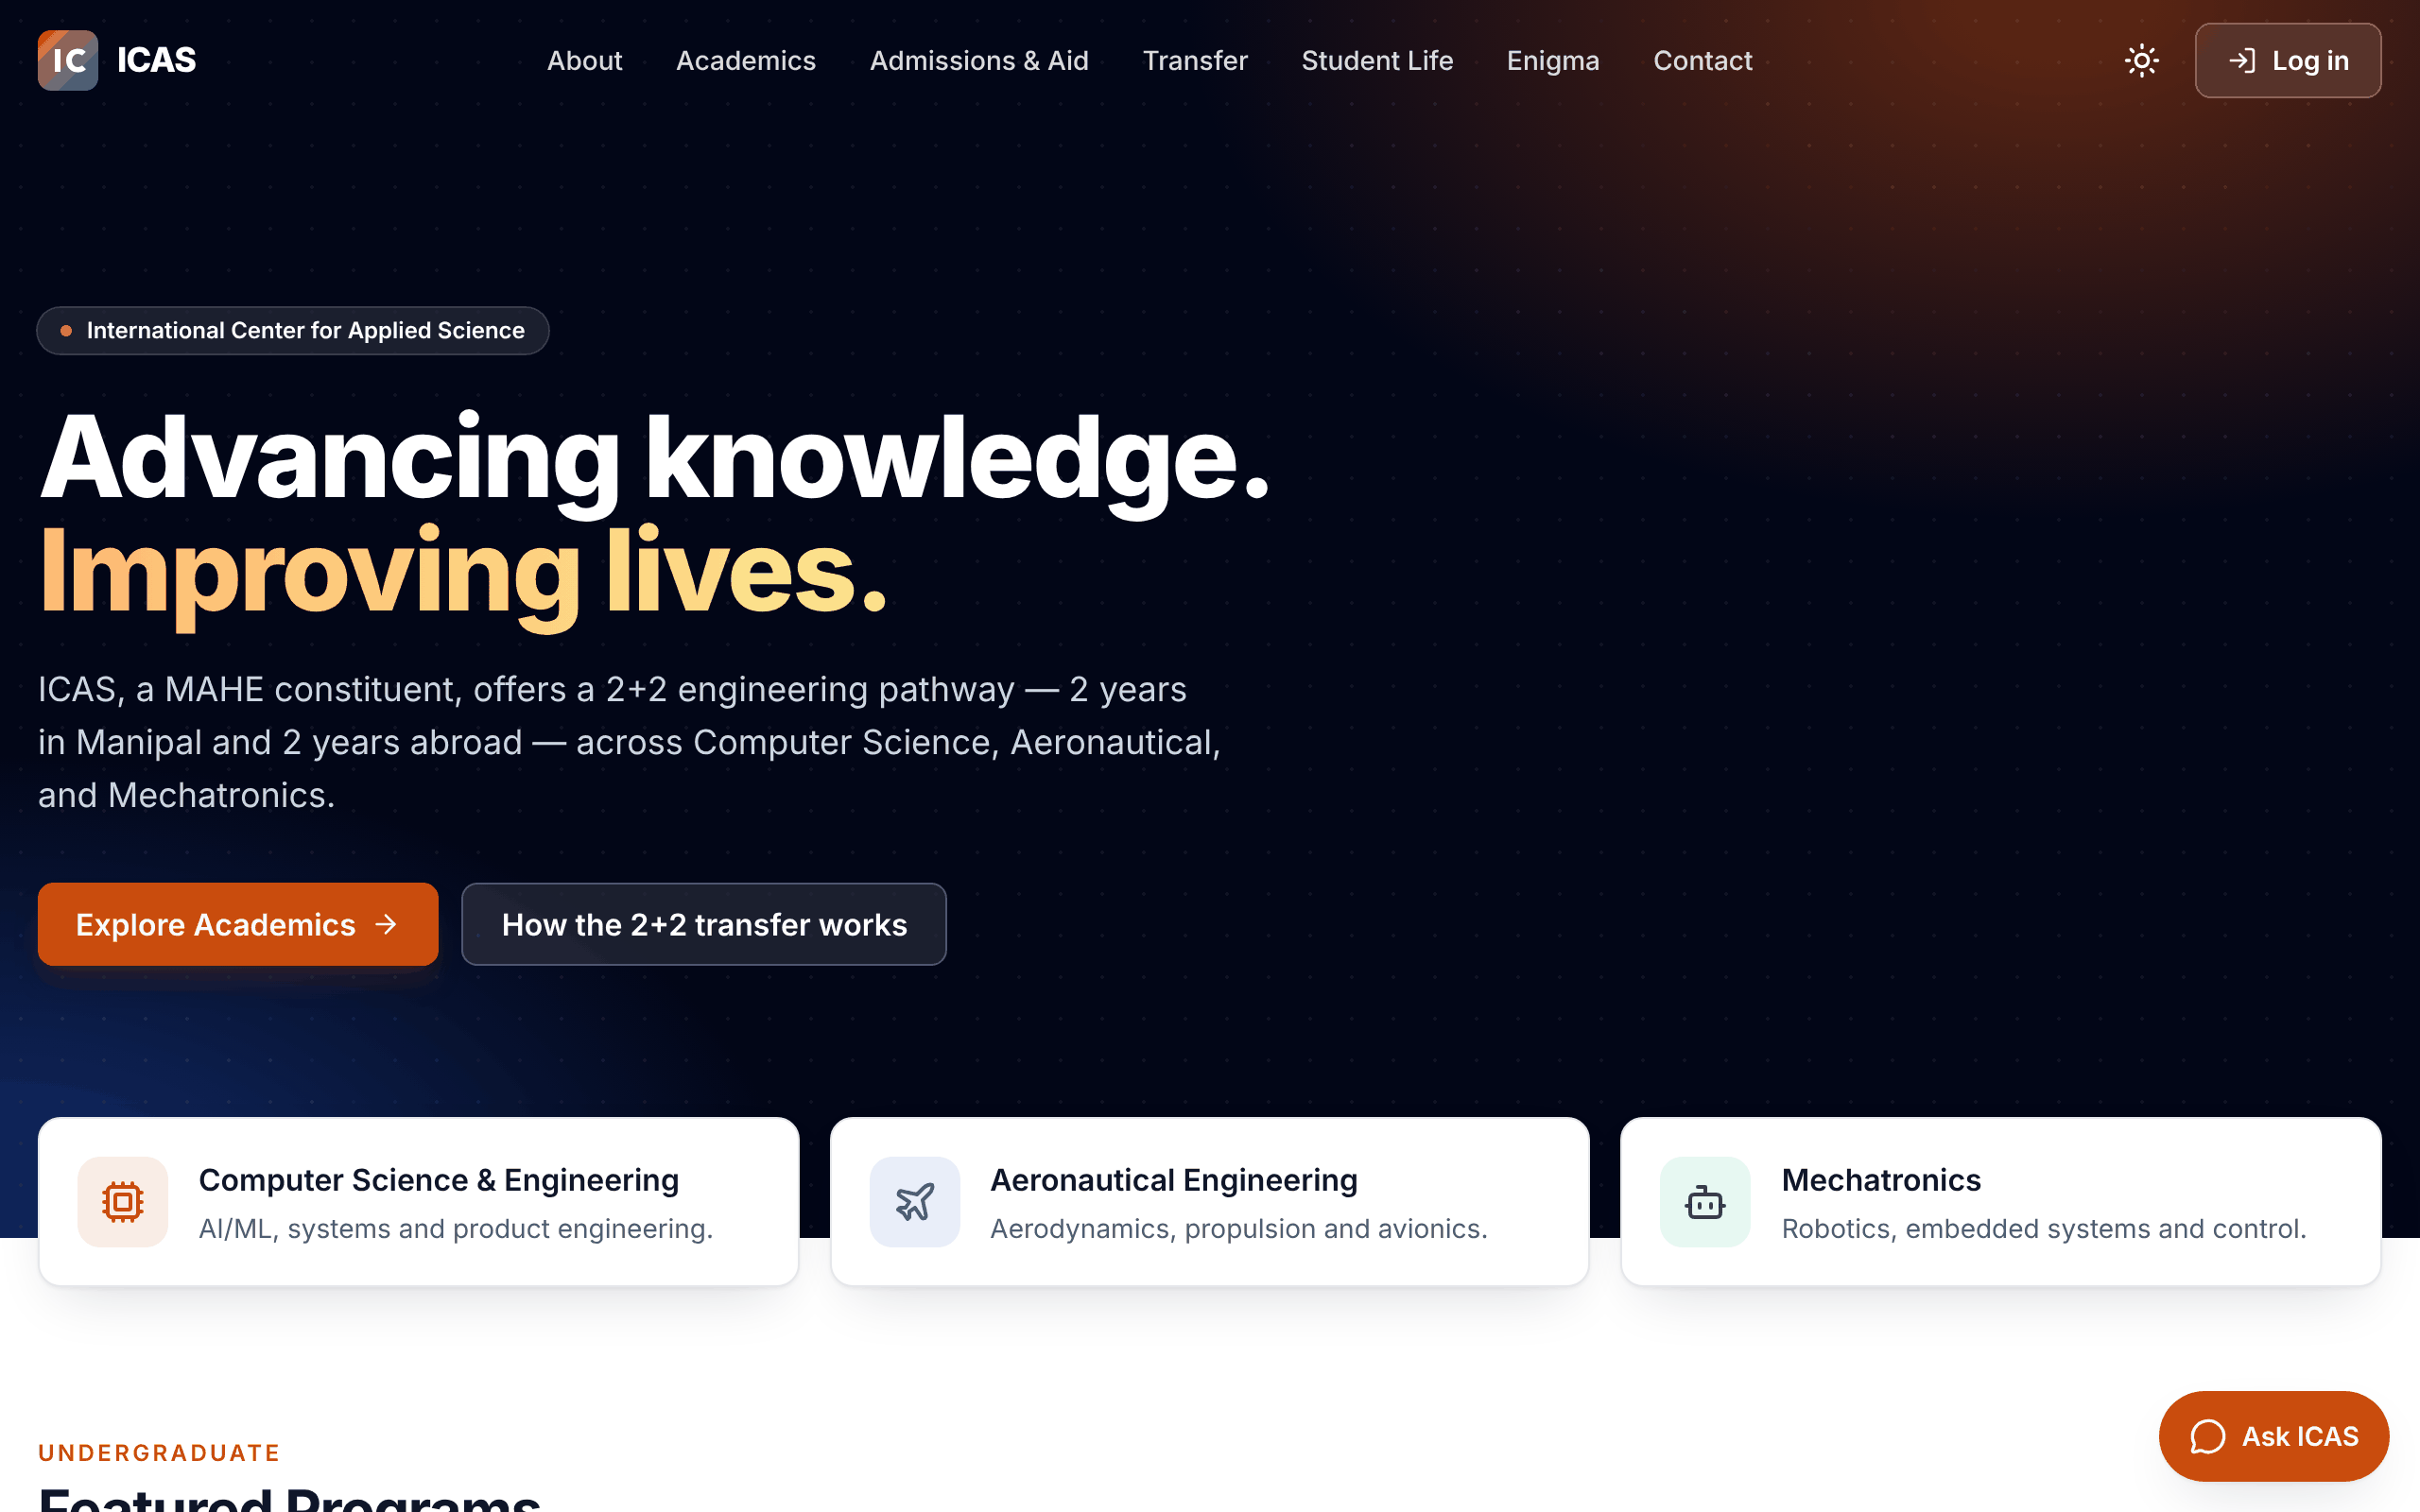 IC ICAS
About Academics Admissions & Aid Transfer Student Life Enigma Contact
Log in
International Center for Applied Science
Advancing knowledge.
Improving lives.
ICAS, a MAHE constituent, offers a 2+2 engineering pathway — 2 years
in Manipal and 2 years abroad — across Computer Science, Aeronautical,
and Mechatronics.
Explore Academics
How the 2+2 transfer works
Computer Science & Engineering
AI/ML, systems and product engineering.
Aeronautical Engineering
Aerodynamics, propulsion and avionics.
Mechatronics
Robotics, embedded systems and control.
UNDERGRADUATE
Featured Programs
Ask ICAS